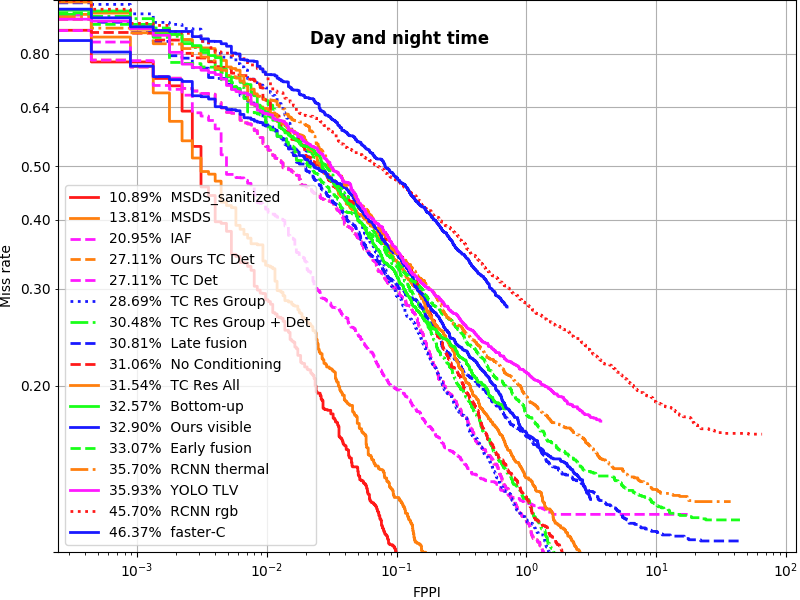 Day and night time
0.80
0.64
0.50
0.40
0.30
0.20
Miss rate
10.89% MSDS_sanitized
13.81% MSDS
20.95% IAF
27.11% Ours TC Det
27.11% TC Det
28.69% TC Res Group
30.48% TC Res Group + Det
30.81% Late fusion
31.06% No Conditioning
31.54% TC Res All
32.57% Bottom-up
32.90% Ours visible
33.07% Early fusion
35.70% RCNN thermal
35.93% YOLO TLV
45.70% RCNN rgb
46.37% faster-C
10⁻³ 10⁻² 10⁻¹ 10⁰ 10¹ 10²
FPPI